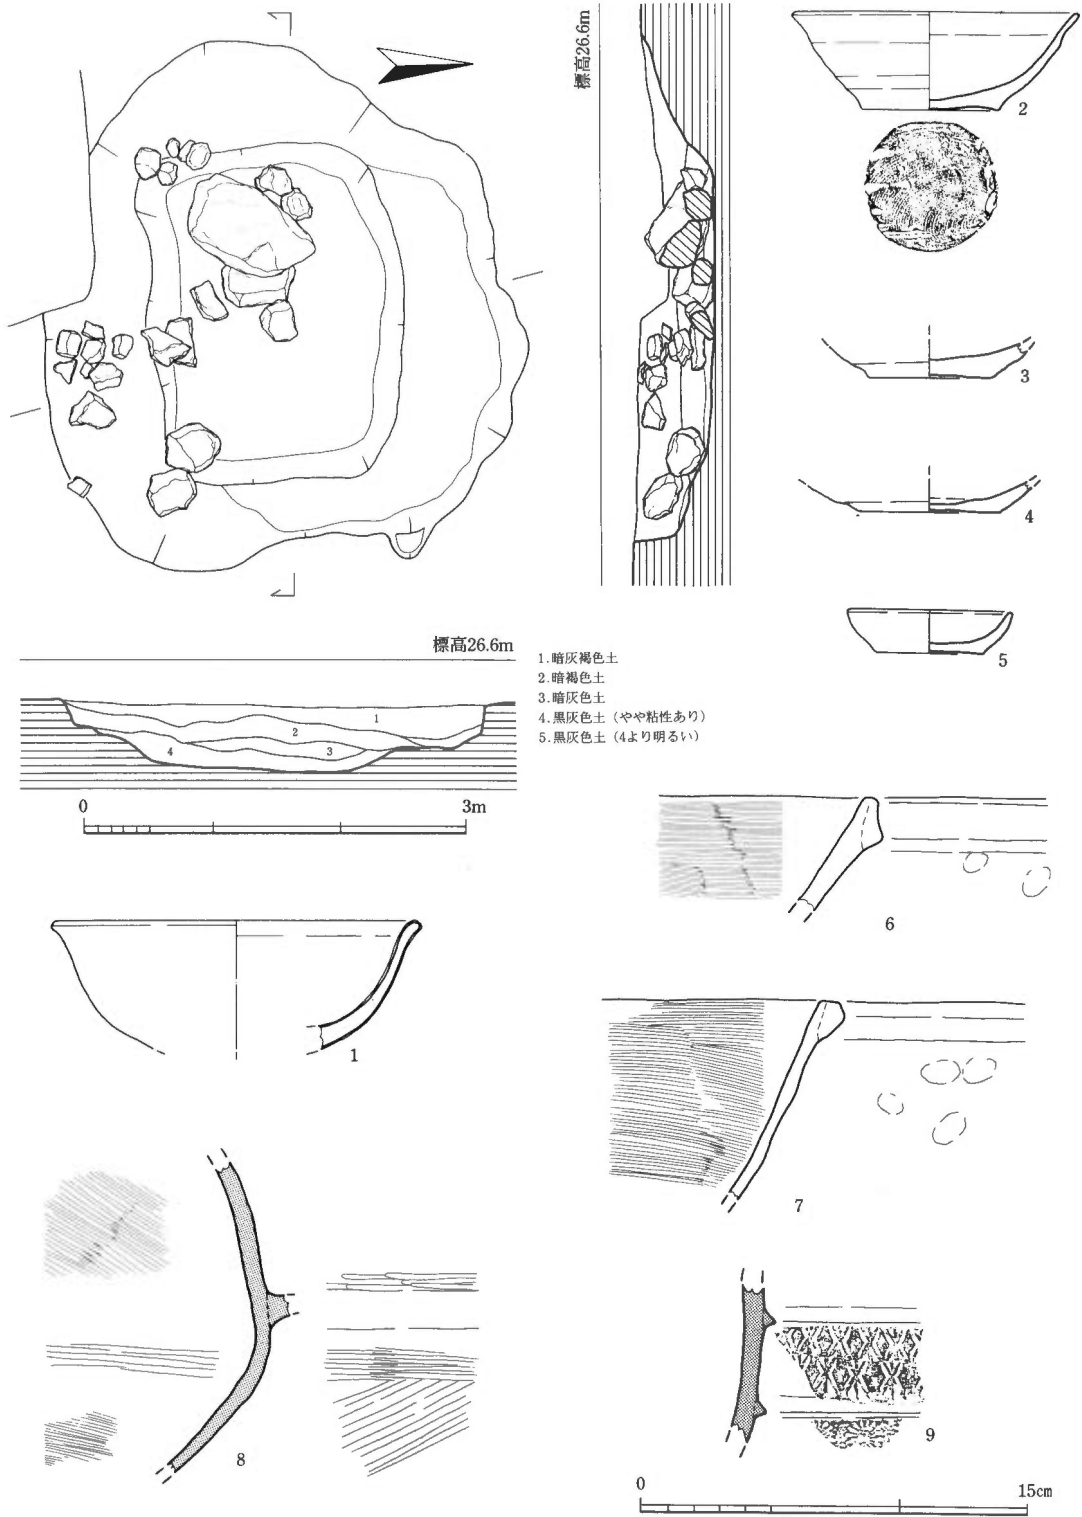 標高26.6m
2
3
4
5
標高26.6m
1.暗灰褐色土
2.暗褐色土
3.暗灰色土
4.黒灰色土（やや粘性あり）
5.黒灰色土（4より明るい）
1
2
3
4
0 3m
6
1
7
8
9
0 15cm